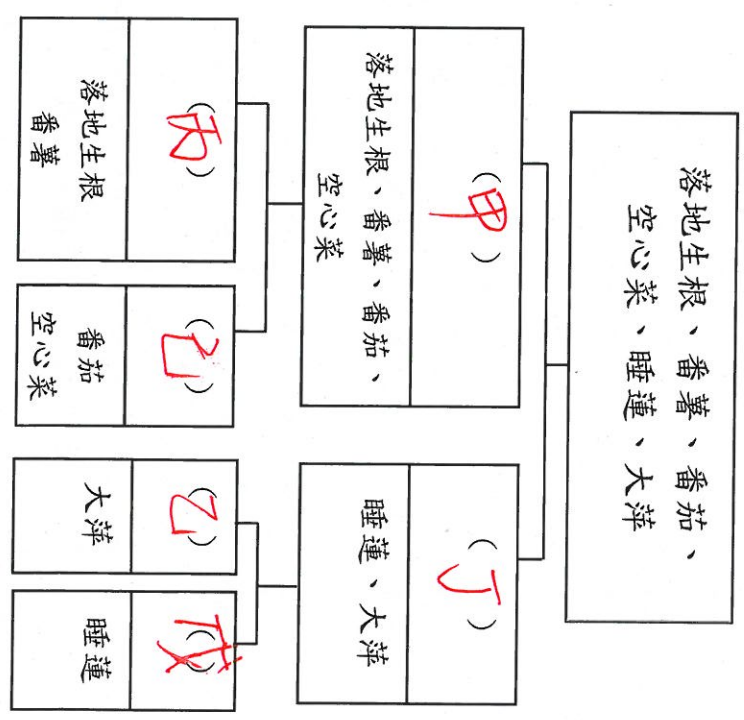 落地生根、番薯、番茄、
空心菜、睡蓮、大萍
(甲)
落地生根、番薯、番茄、
空心菜
(丁)
睡蓮、大萍
(丙)
落地生根
番薯
(己)
番茄
空心菜
(乙)
大萍
(戊)
睡蓮